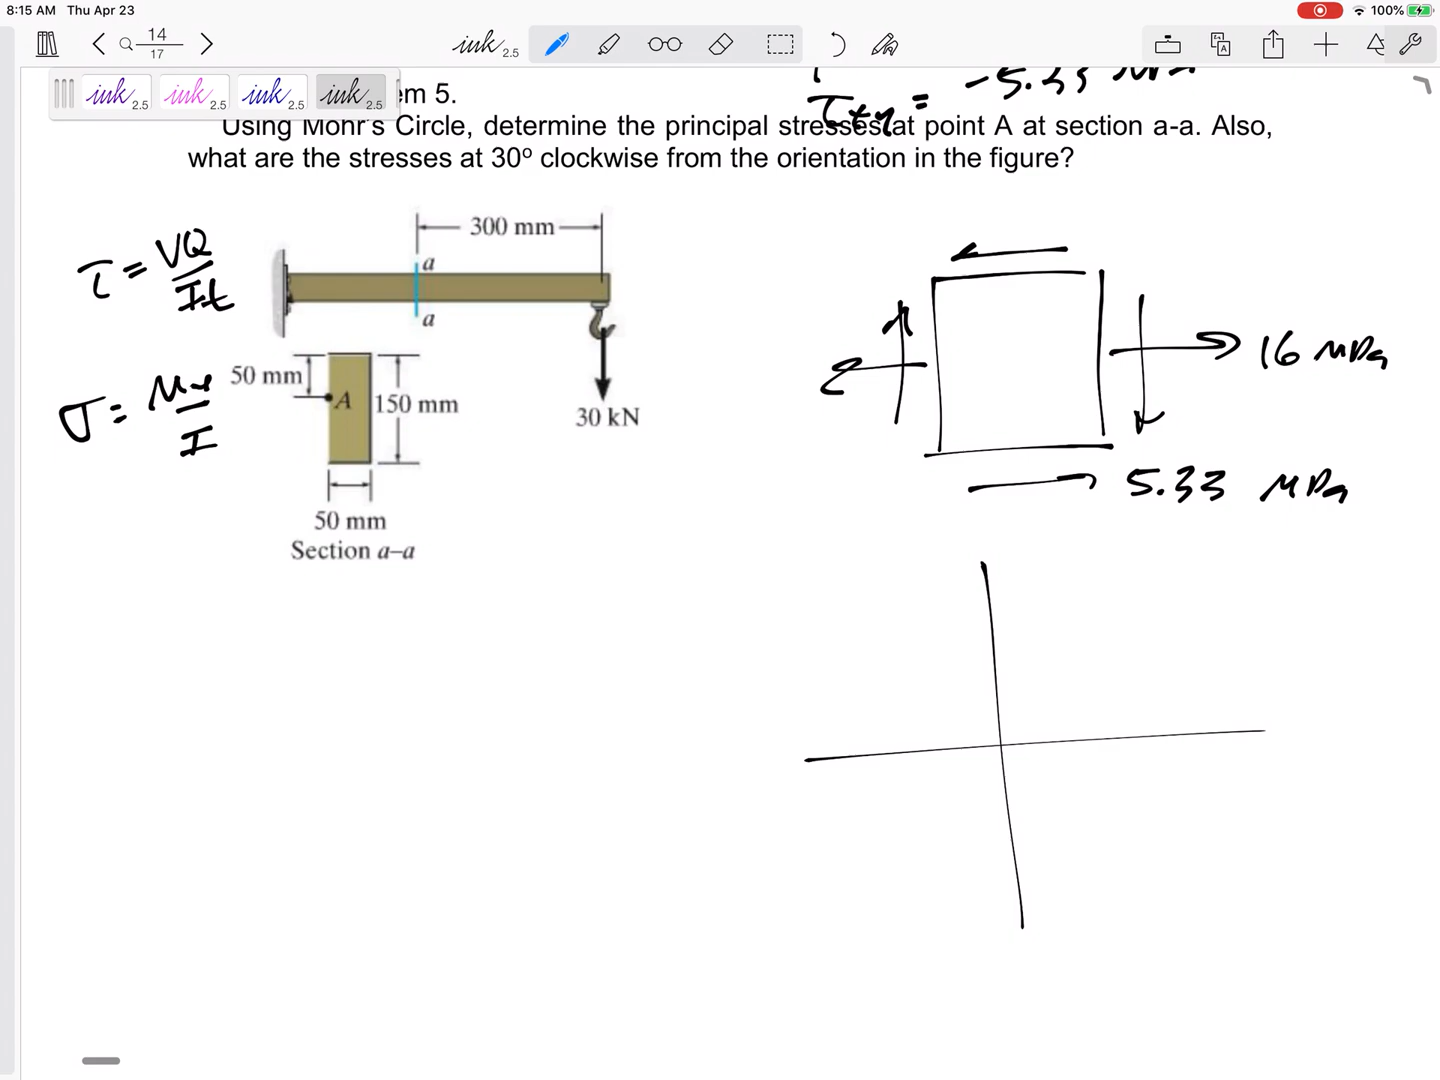 8:15 AM Thu Apr 23
100%
14
17
ink 2.5
ink 2.5 ink 2.5 ink 2.5 ink 2.5 em 5.
τxy = -5.33 MPa
Using Mohr's Circle, determine the principal stresses at point A at section a-a. Also,
what are the stresses at 30º clockwise from the orientation in the figure?
300 mm
a
a
τ = VQ
It
50 mm
A
150 mm
30 kN
σ = My
I
50 mm
Section a–a
16 MPa
5.33 MPa